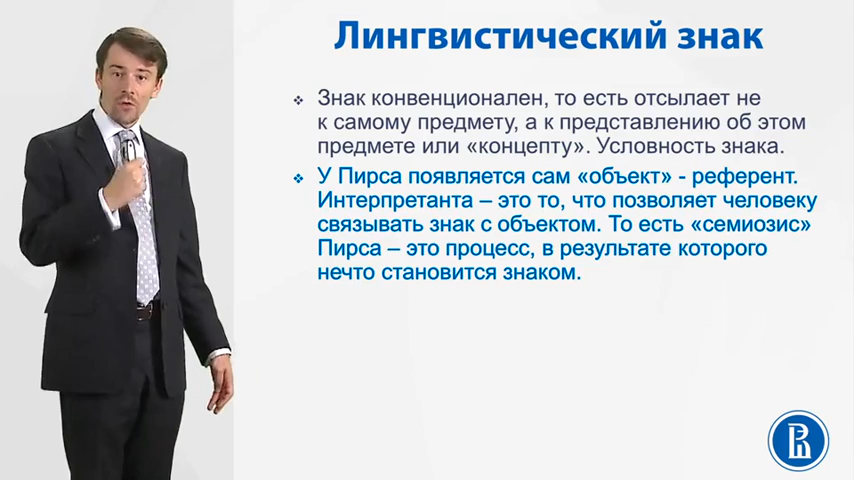 Лингвистический знак
❖ Знак конвенционален, то есть отсылает не
к самому предмету, а к представлению об этом
предмете или «концепту». Условность знака.
❖ У Пирса появляется сам «объект» - референт.
Интерпретанта – это то, что позволяет человеку
связывать знак с объектом. То есть «семиозис»
Пирса – это процесс, в результате которого
нечто становится знаком.